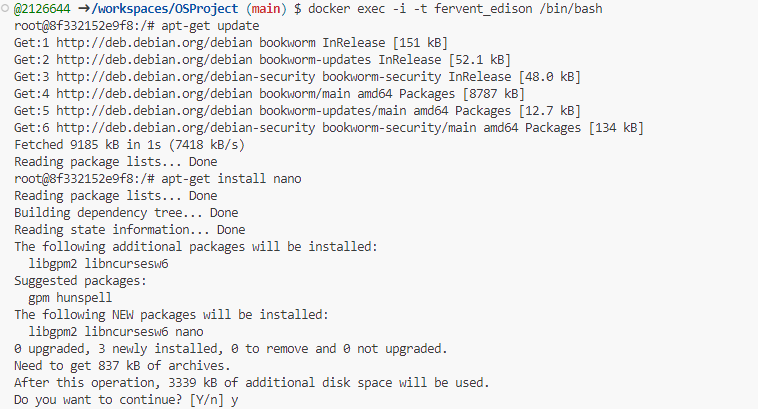 @2126644 ➜/workspaces/OSProject (main) $ docker exec -i -t fervent_edison /bin/bash
root@8f332152e9f8:/# apt-get update
Get:1 http://deb.debian.org/debian bookworm InRelease [151 kB]
Get:2 http://deb.debian.org/debian bookworm-updates InRelease [52.1 kB]
Get:3 http://deb.debian.org/debian-security bookworm-security InRelease [48.0 kB]
Get:4 http://deb.debian.org/debian bookworm/main amd64 Packages [8787 kB]
Get:5 http://deb.debian.org/debian bookworm-updates/main amd64 Packages [12.7 kB]
Get:6 http://deb.debian.org/debian-security bookworm-security/main amd64 Packages [134 kB]
Fetched 9185 kB in 1s (7418 kB/s)
Reading package lists... Done
root@8f332152e9f8:/# apt-get install nano
Reading package lists... Done
Building dependency tree... Done
Reading state information... Done
The following additional packages will be installed:
  libgpm2 libncursesw6
Suggested packages:
  gpm hunspell
The following NEW packages will be installed:
  libgpm2 libncursesw6 nano
0 upgraded, 3 newly installed, 0 to remove and 0 not upgraded.
Need to get 837 kB of archives.
After this operation, 3339 kB of additional disk space will be used.
Do you want to continue? [Y/n] y